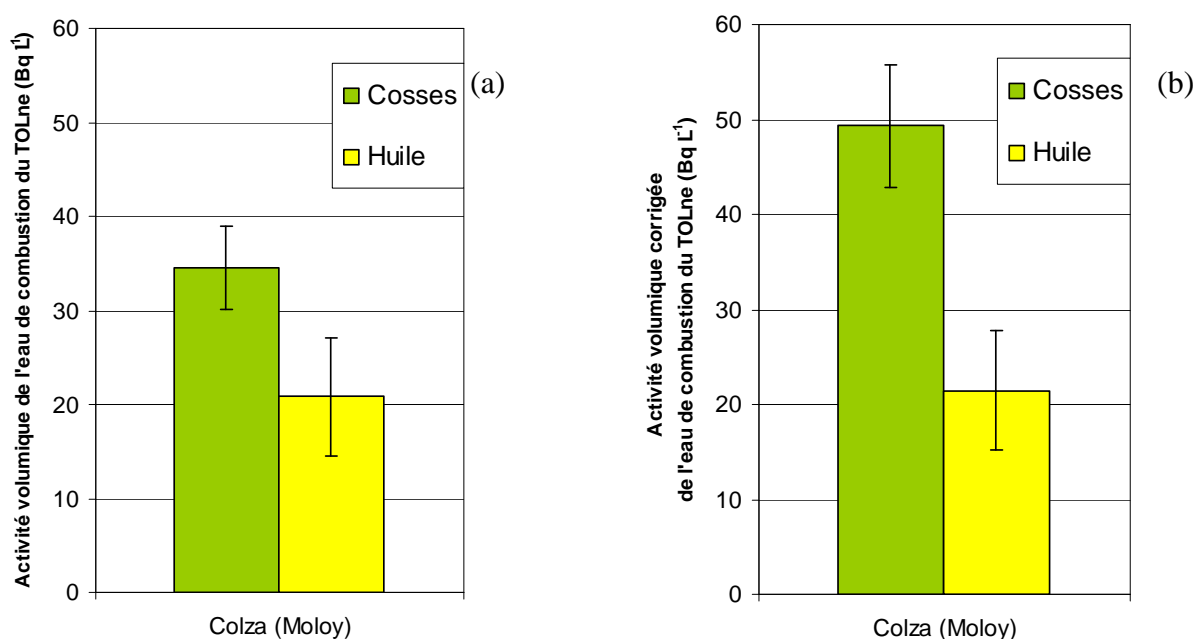 Activité volumique de l'eau de combustion du TOLne (Bq L-1)
60
50
40
30
20
10
0
Cosses
Huile
(a)
Colza (Moloy)
Activité volumique corrigée
de l'eau de combustion du TOLne (Bq L-1)
60
50
40
30
20
10
0
Cosses
Huile
(b)
Colza (Moloy)